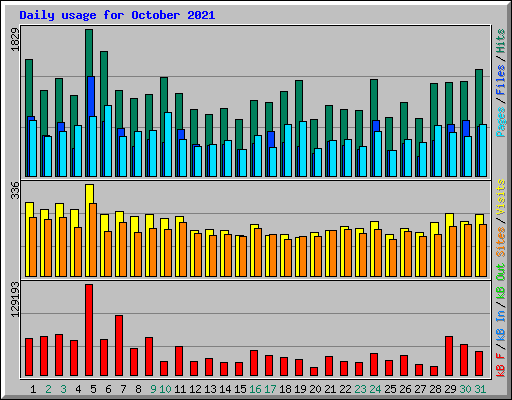 Daily usage for October 2021
1829
Pages / Files / Hits
336
Sites / Visits
129193
kB F / kB In / kB Out
1 2 3 4 5 6 7 8 9 10 11 12 13 14 15 16 17 18 19 20 21 22 23 24 25 26 27 28 29 30 31